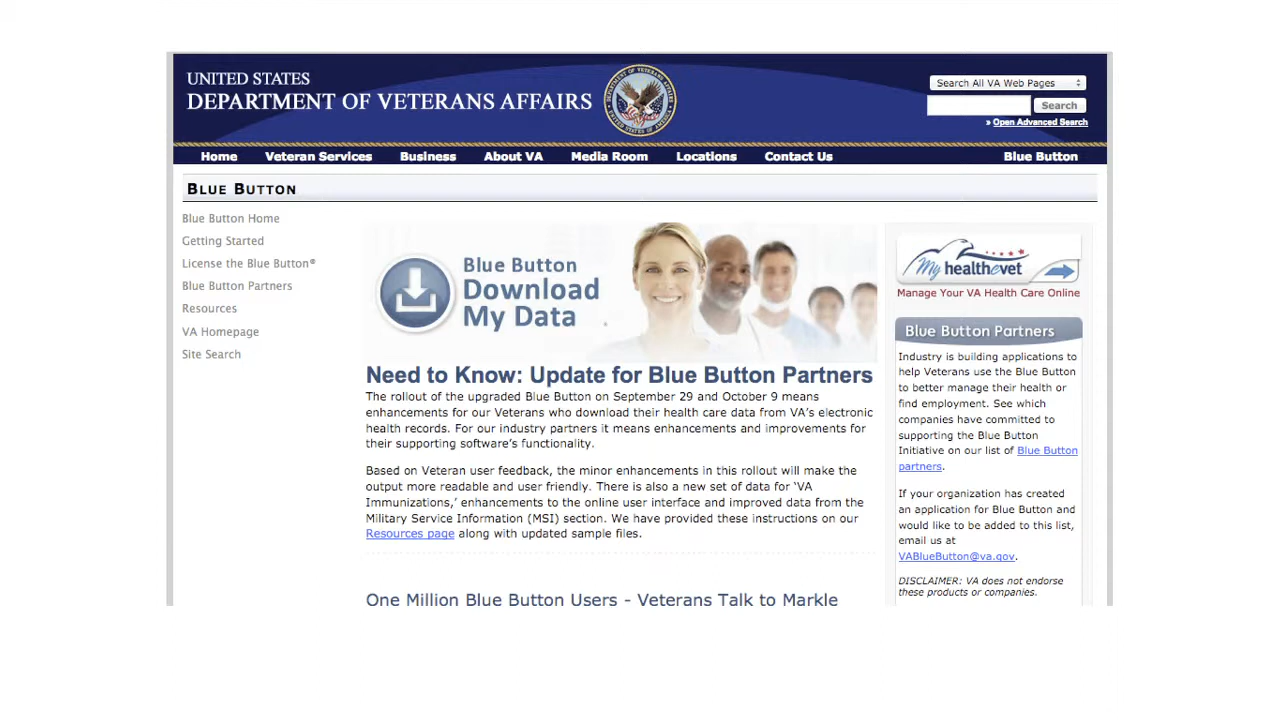 UNITED STATES
DEPARTMENT OF VETERANS AFFAIRS
Search All VA Web Pages
Search
» Open Advanced Search
Home Veteran Services Business About VA Media Room Locations Contact Us Blue Button
BLUE BUTTON
Blue Button Home
Getting Started
License the Blue Button®
Blue Button Partners
Resources
VA Homepage
Site Search
Blue Button
Download
My Data
Need to Know: Update for Blue Button Partners
The rollout of the upgraded Blue Button on September 29 and October 9 means
enhancements for our Veterans who download their health care data from VA's electronic
health records. For our industry partners it means enhancements and improvements for
their supporting software's functionality.
Based on Veteran user feedback, the minor enhancements in this rollout will make the
output more readable and user friendly. There is also a new set of data for 'VA
Immunizations,' enhancements to the online user interface and improved data from the
Military Service Information (MSI) section. We have provided these instructions on our
Resources page along with updated sample files.
One Million Blue Button Users - Veterans Talk to Markle
My healthevet
Manage Your VA Health Care Online
Blue Button Partners
Industry is building applications to
help Veterans use the Blue Button
to better manage their health or
find employment. See which
companies have committed to
supporting the Blue Button
Initiative on our list of Blue Button
partners.
If your organization has created
an application for Blue Button and
would like to be added to this list,
email us at
VABlueButton@va.gov.
DISCLAIMER: VA does not endorse
these products or companies.